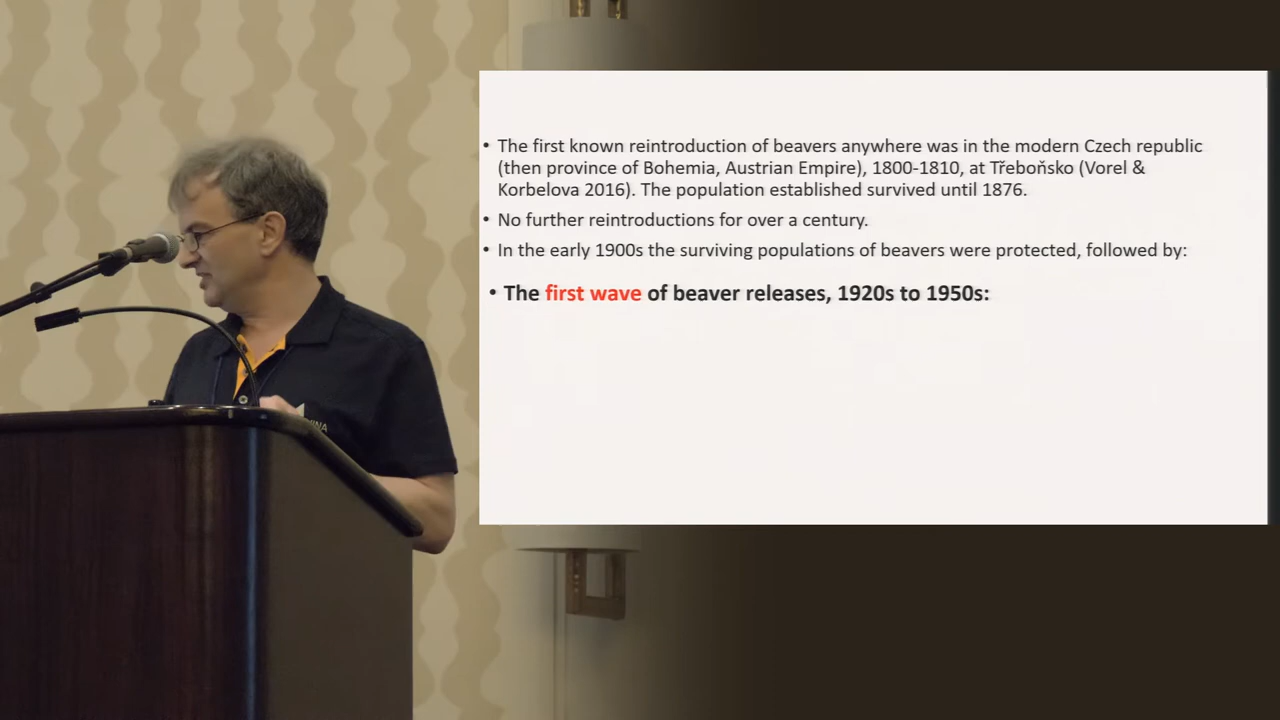 • The first known reintroduction of beavers anywhere was in the modern Czech republic
(then province of Bohemia, Austrian Empire), 1800-1810, at Třeboňsko (Vorel &
Korbelova 2016). The population established survived until 1876.
• No further reintroductions for over a century.
• In the early 1900s the surviving populations of beavers were protected, followed by:
• The first wave of beaver releases, 1920s to 1950s: